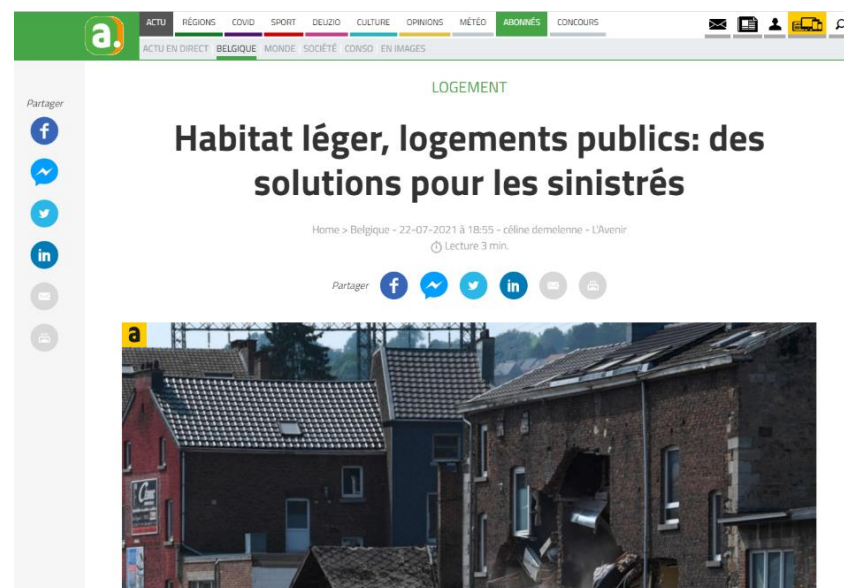 a.
ACTU RÉGIONS COVID SPORT DEUZIO CULTURE OPINIONS MÉTÉO ABONNÉS CONCOURS
ACTU EN DIRECT BELGIQUE MONDE SOCIÉTÉ CONSO EN IMAGES
LOGEMENT
Partager
Habitat léger, logements publics: des
solutions pour les sinistrés
Home > Belgique - 22-07-2021 à 18:55 - céline demelenne - L'Avenir
Lecture 3 min.
Partager
a